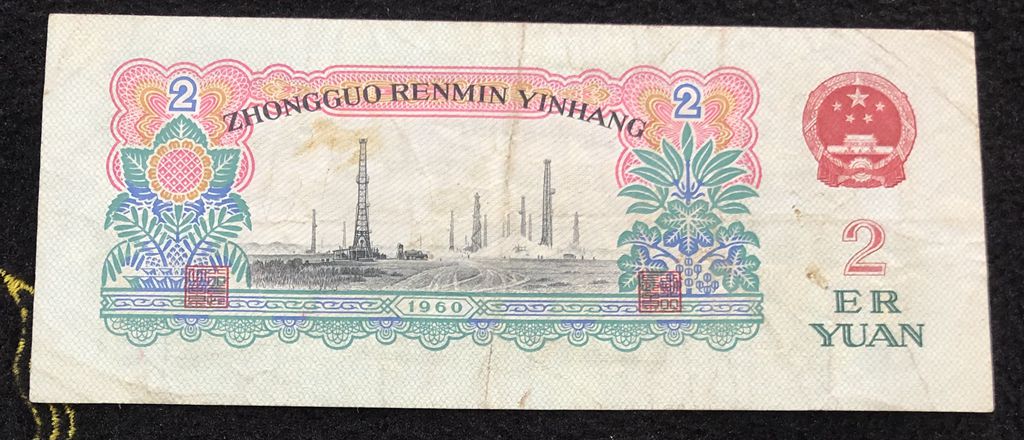 2
ZHONGGUO RENMIN YINHANG
2
2
ER
YUAN
1960